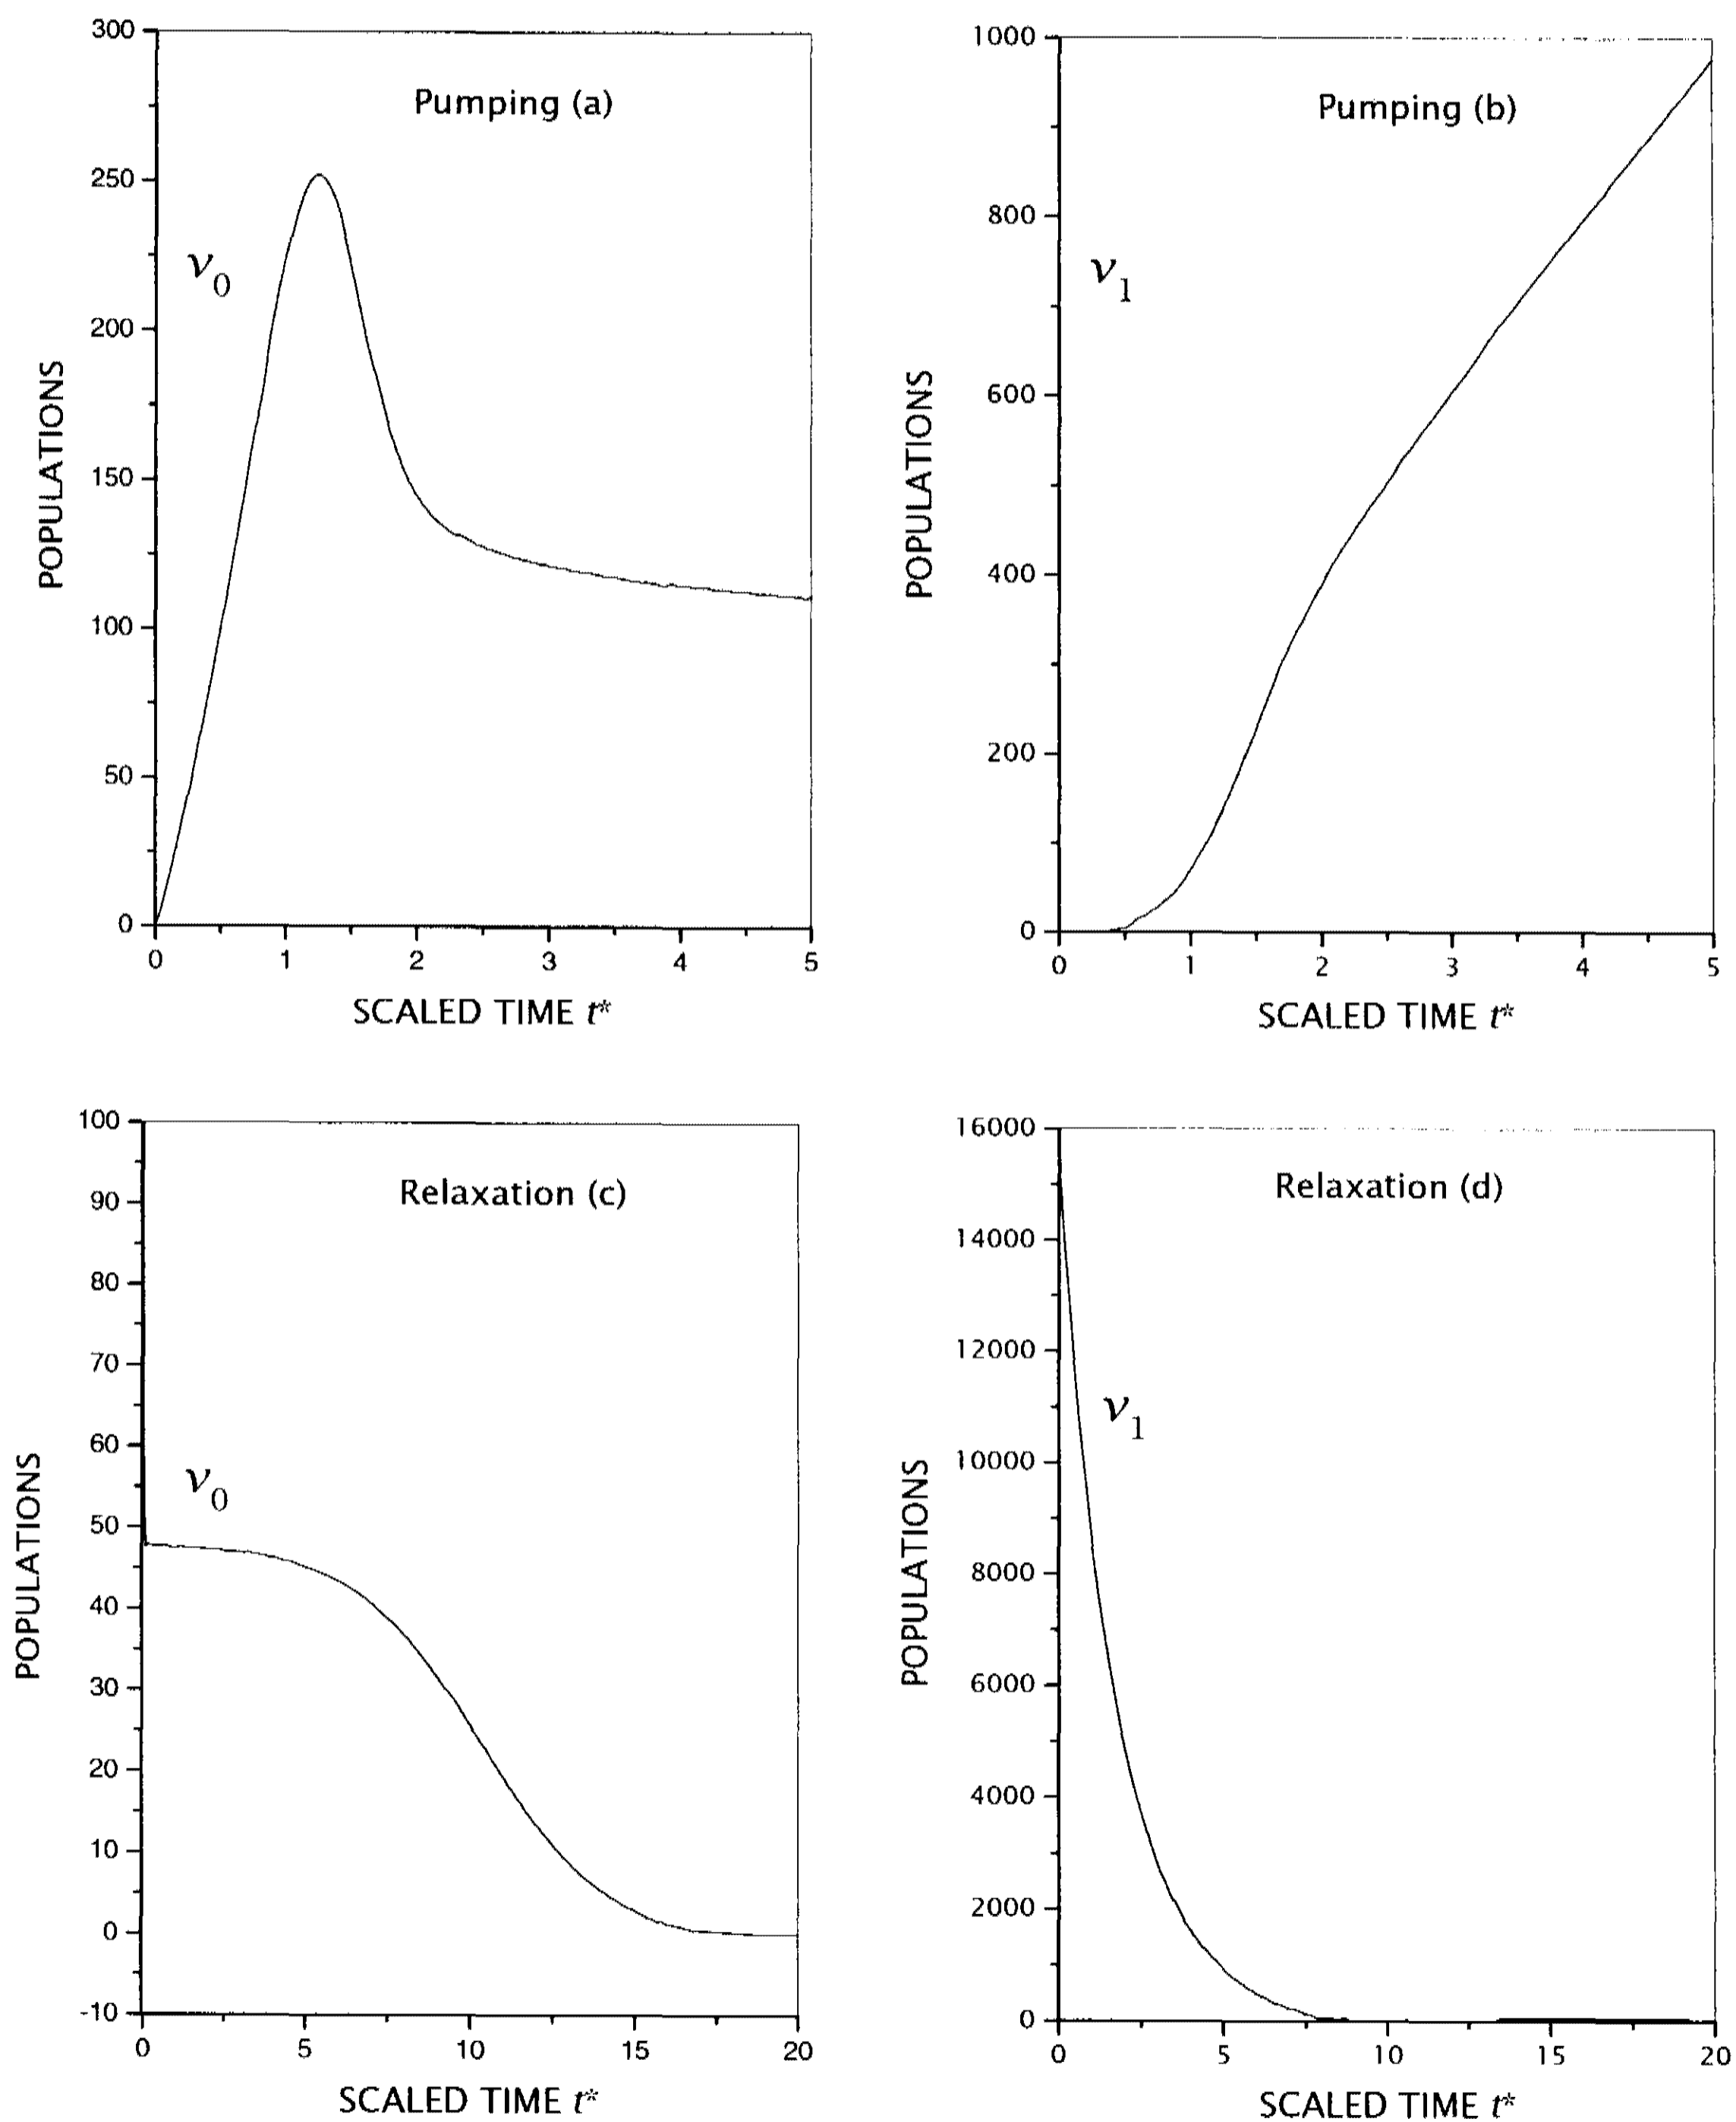 Pumping (a)
300
250
200
150
100
50
0
ν0
POPULATIONS
0 1 2 3 4 5
SCALED TIME t*
Pumping (b)
1000
800
600
400
200
0
ν1
POPULATIONS
0 1 2 3 4 5
SCALED TIME t*
Relaxation (c)
100
90
80
70
60
50
40
30
20
10
0
-10
ν0
POPULATIONS
0 5 10 15 20
SCALED TIME t*
Relaxation (d)
16000
14000
12000
10000
8000
6000
4000
2000
0
ν1
POPULATIONS
0 5 10 15 20
SCALED TIME t*